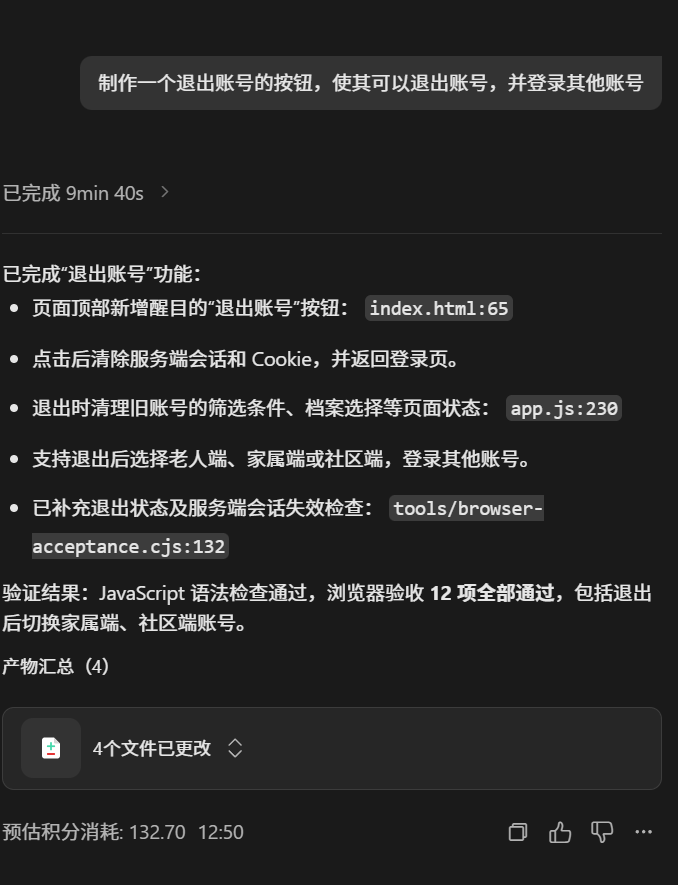 制作一个退出账号的按钮，使其可以退出账号，并登录其他账号
已完成 9min 40s
已完成“退出账号”功能：
页面顶部新增醒目的“退出账号”按钮： index.html:65
点击后清除服务端会话和 Cookie，并返回登录页。
退出时清理旧账号的筛选条件、档案选择等页面状态： app.js:230
支持退出后选择老人端、家属端或社区端，登录其他账号。
已补充退出状态及服务端会话失效检查： tools/browser-
acceptance.cjs:132
验证结果：JavaScript 语法检查通过，浏览器验收 12 项全部通过，包括退出
后切换家属端、社区端账号。
产物汇总（4）
4个文件已更改
预估积分消耗: 132.70 12:50